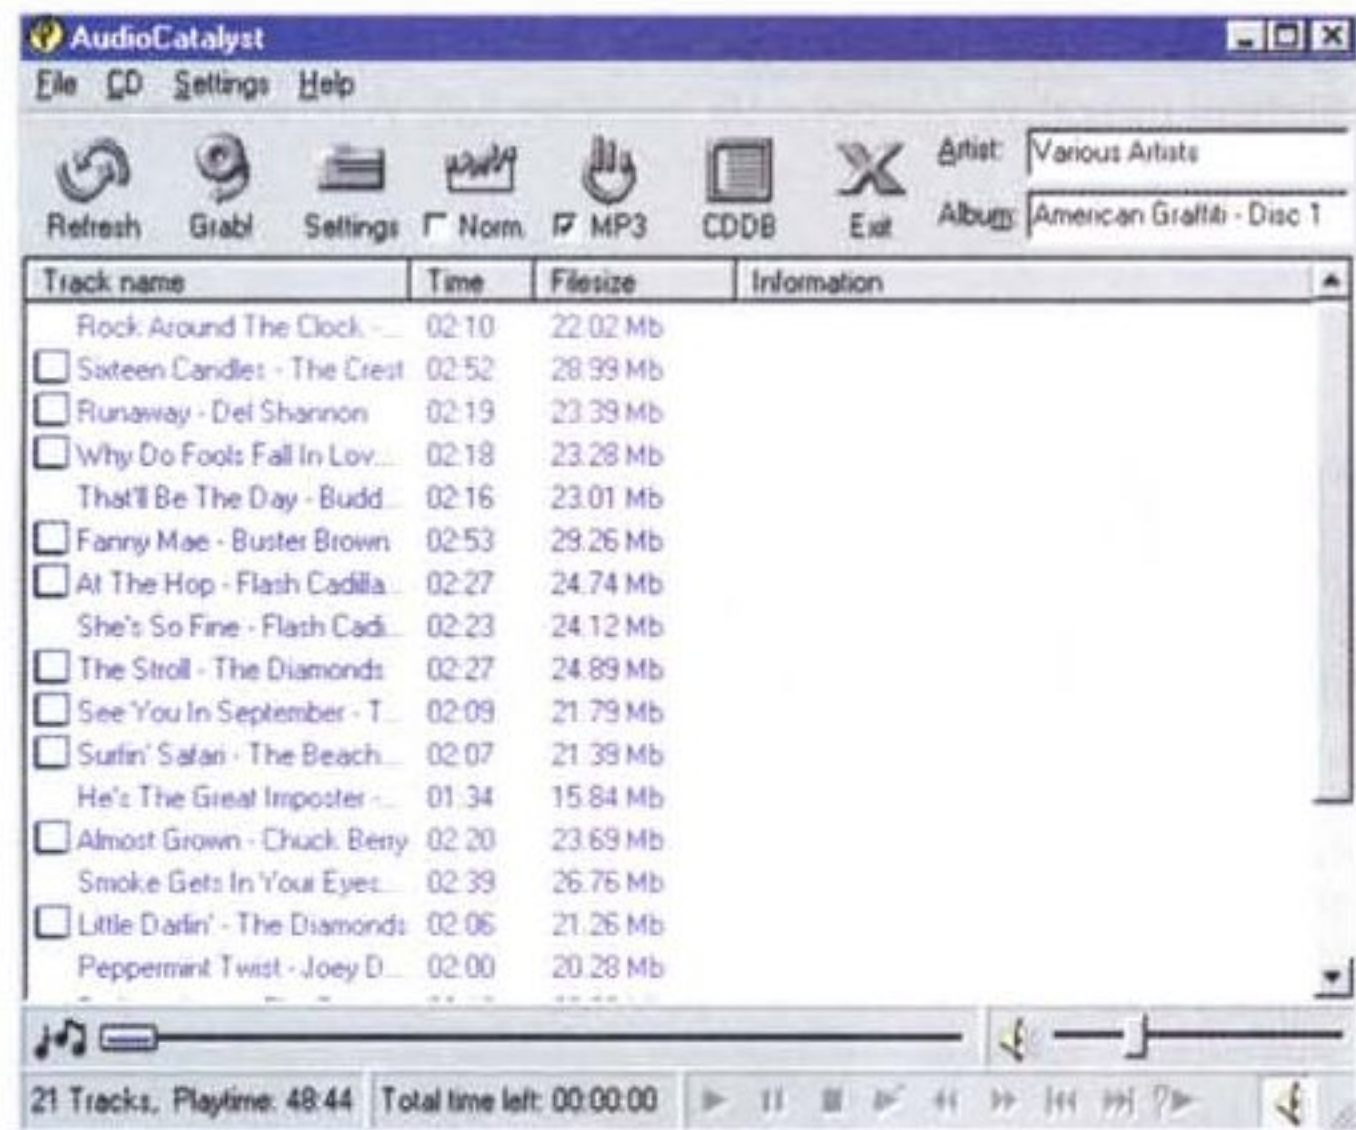 AudioCatalyst
File CD Settings Help
Refresh Grab! Settings Norm. MP3 CDDB Exit
Artist: Various Artists
Album: American Graffiti - Disc 1
Track name Time Filesize Information
Rock Around The Clock -... 02:10 22.02 Mb
Sixteen Candles - The Crest 02:52 28.99 Mb
Runaway - Del Shannon 02:19 23.39 Mb
Why Do Fools Fall In Lov... 02:18 23.28 Mb
That'll Be The Day - Budd... 02:16 23.01 Mb
Fanny Mae - Buster Brown 02:53 29.26 Mb
At The Hop - Flash Cadilla... 02:27 24.74 Mb
She's So Fine - Flash Cadi... 02:23 24.12 Mb
The Stroll - The Diamonds 02:27 24.89 Mb
See You In September - T... 02:09 21.79 Mb
Surfin' Safari - The Beach... 02:07 21.39 Mb
He's The Great Imposter -... 01:34 15.84 Mb
Almost Grown - Chuck Berry 02:20 23.69 Mb
Smoke Gets In Your Eyes... 02:39 26.76 Mb
Little Darlin' - The Diamonds 02:06 21.26 Mb
Peppermint Twist - Joey D... 02:00 20.28 Mb
21 Tracks, Playtime: 48:44 Total time left: 00:00:00